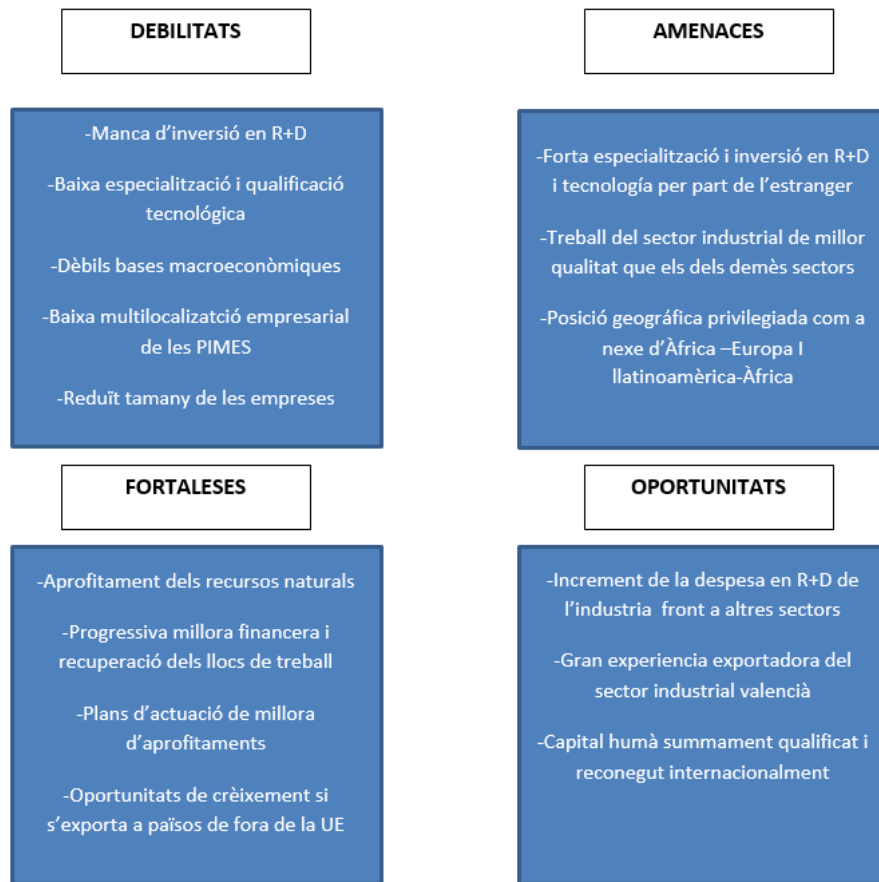 DEBILITATS
-Manca d'inversió en R+D
-Baixa especialització i qualificació
tecnológica
-Dèbils bases macroeconòmiques
-Baixa multilocalizatció empresarial
de les PIMES
-Reduït tamany de les empreses
AMENACES
-Forta especialització i inversió en R+D
i tecnología per part de l'estranger
-Treball del sector industrial de millor
qualitat que els dels demès sectors
-Posició geográfica privilegiada com a
nexe d'Àfrica –Europa I
llatinoamèrica-Àfrica
FORTALESES
-Aprofitament dels recursos naturals
-Progressiva millora financera i
recuperació dels llocs de treball
-Plans d'actuació de millora
d'aprofitaments
-Oportunitats de crèixement si
s'exporta a països de fora de la UE
OPORTUNITATS
-Increment de la despesa en R+D de
l'industria  front a altres sectors
-Gran experiencia exportadora del
sector industrial valencià
-Capital humà summament qualificat i
reconegut internacionalment